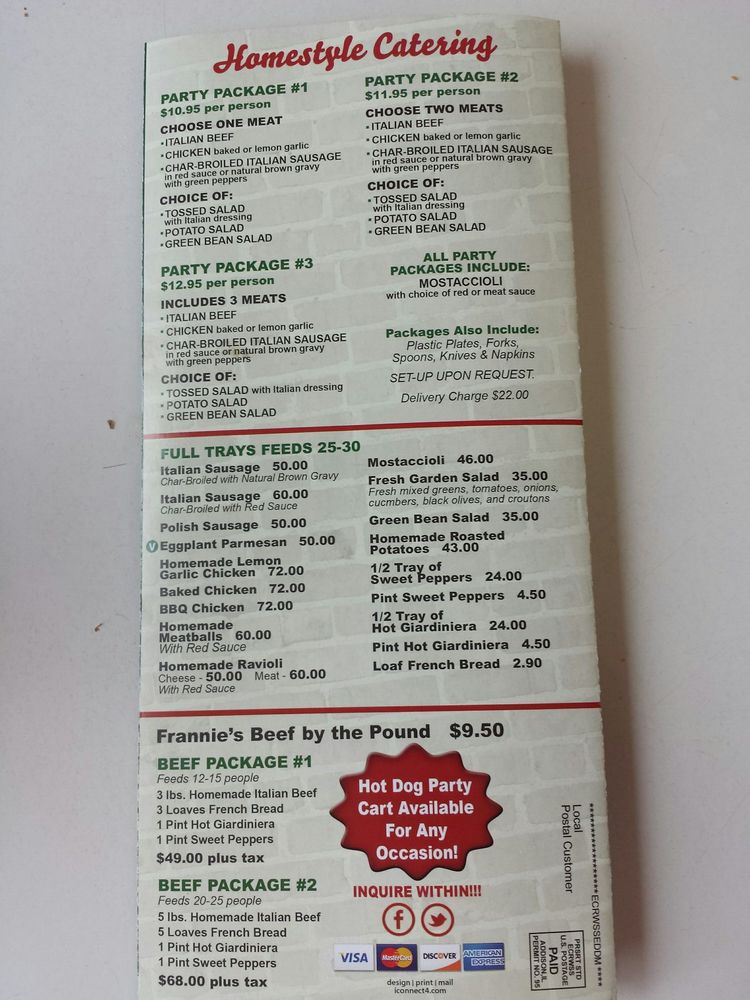 Homestyle Catering
PARTY PACKAGE #1
$10.95 per person
CHOOSE ONE MEAT
• ITALIAN BEEF
• CHICKEN baked or lemon garlic
• CHAR-BROILED ITALIAN SAUSAGE
in red sauce or natural brown gravy
with green peppers
CHOICE OF:
• TOSSED SALAD
with Italian dressing
• POTATO SALAD
• GREEN BEAN SALAD
PARTY PACKAGE #2
$11.95 per person
CHOOSE TWO MEATS
• ITALIAN BEEF
• CHICKEN baked or lemon garlic
• CHAR-BROILED ITALIAN SAUSAGE
in red sauce or natural brown gravy
with green peppers
CHOICE OF:
• TOSSED SALAD
with Italian dressing
• POTATO SALAD
• GREEN BEAN SALAD
PARTY PACKAGE #3
$12.95 per person
INCLUDES 3 MEATS
• ITALIAN BEEF
• CHICKEN baked or lemon garlic
• CHAR-BROILED ITALIAN SAUSAGE
in red sauce or natural brown gravy
with green peppers
CHOICE OF:
• TOSSED SALAD with Italian dressing
• POTATO SALAD
• GREEN BEAN SALAD
ALL PARTY
PACKAGES INCLUDE:
MOSTACCIOLI
with choice of red or meat sauce
Packages Also Include:
Plastic Plates, Forks,
Spoons, Knives & Napkins
SET-UP UPON REQUEST.
Delivery Charge $22.00
FULL TRAYS FEEDS 25-30
Italian Sausage 50.00
Char-Broiled with Natural Brown Gravy
Italian Sausage 60.00
Char-Broiled with Red Sauce
Polish Sausage 50.00
V Eggplant Parmesan 50.00
Homemade Lemon
Garlic Chicken 72.00
Baked Chicken 72.00
BBQ Chicken 72.00
Homemade
Meatballs 60.00
With Red Sauce
Homemade Ravioli
Cheese - 50.00 Meat - 60.00
With Red Sauce
Mostaccioli 46.00
Fresh Garden Salad 35.00
Fresh mixed greens, tomatoes, onions,
cucmbers, black olives, and croutons
Green Bean Salad 35.00
Homemade Roasted
Potatoes 43.00
1/2 Tray of
Sweet Peppers 24.00
Pint Sweet Peppers 4.50
1/2 Tray of
Hot Giardiniera 24.00
Pint Hot Giardiniera 4.50
Loaf French Bread 2.90
Frannie's Beef by the Pound $9.50
BEEF PACKAGE #1
Feeds 12-15 people
3 lbs. Homemade Italian Beef
3 Loaves French Bread
1 Pint Hot Giardiniera
1 Pint Sweet Peppers
$49.00 plus tax
BEEF PACKAGE #2
Feeds 20-25 people
5 lbs. Homemade Italian Beef
5 Loaves French Bread
1 Pint Hot Giardiniera
1 Pint Sweet Peppers
$68.00 plus tax
Hot Dog Party
Cart Available
For Any
Occasion!
INQUIRE WITHIN!!!
f
VISA MasterCard DISCOVER AMERICAN
EXPRESS
design | print | mail
iconnect4.com
******************ECRWSSEDDM ****
Local
Postal Customer
PRSRT STD
ECRWSS
U.S. POSTAGE
PAID
ADDISON, IL
PERMIT NO. 95